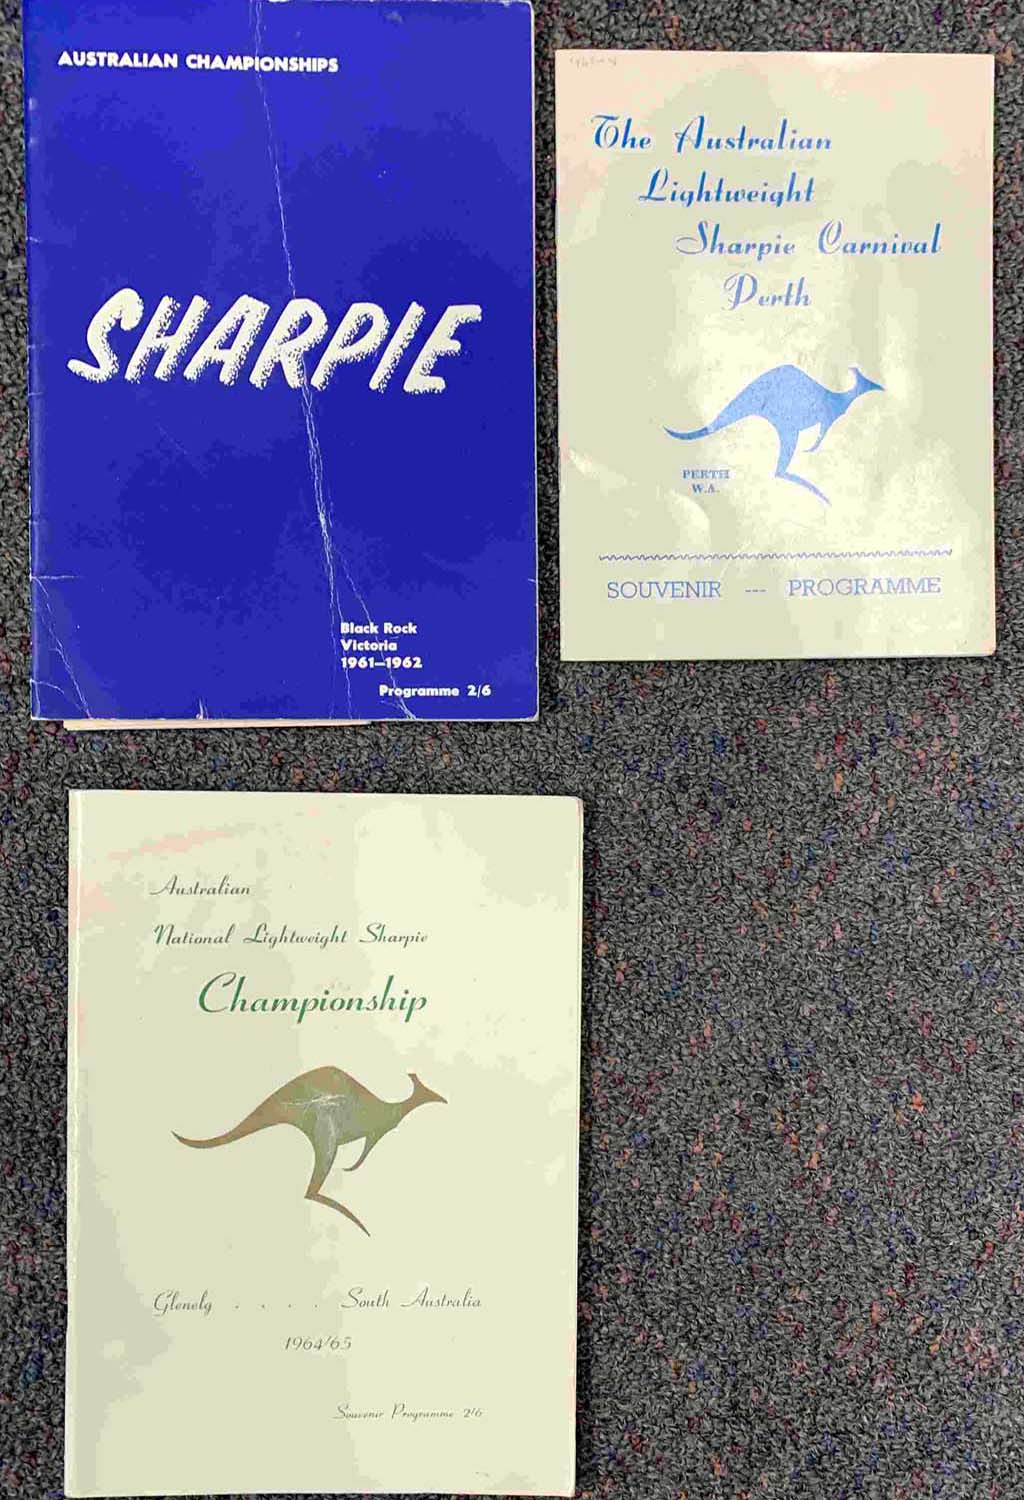 AUSTRALIAN CHAMPIONSHIPS
SHARPIE
Black Rock
Victoria
1961–1962
Programme 2/6
The Australian
Lightweight
Sharpie Carnival
Perth
PERTH
W.A.
SOUVENIR --- PROGRAMME
Australian
National Lightweight Sharpie
Championship
Glenelg . . . . South Australia
1964/65
Souvenir Programme 2/6